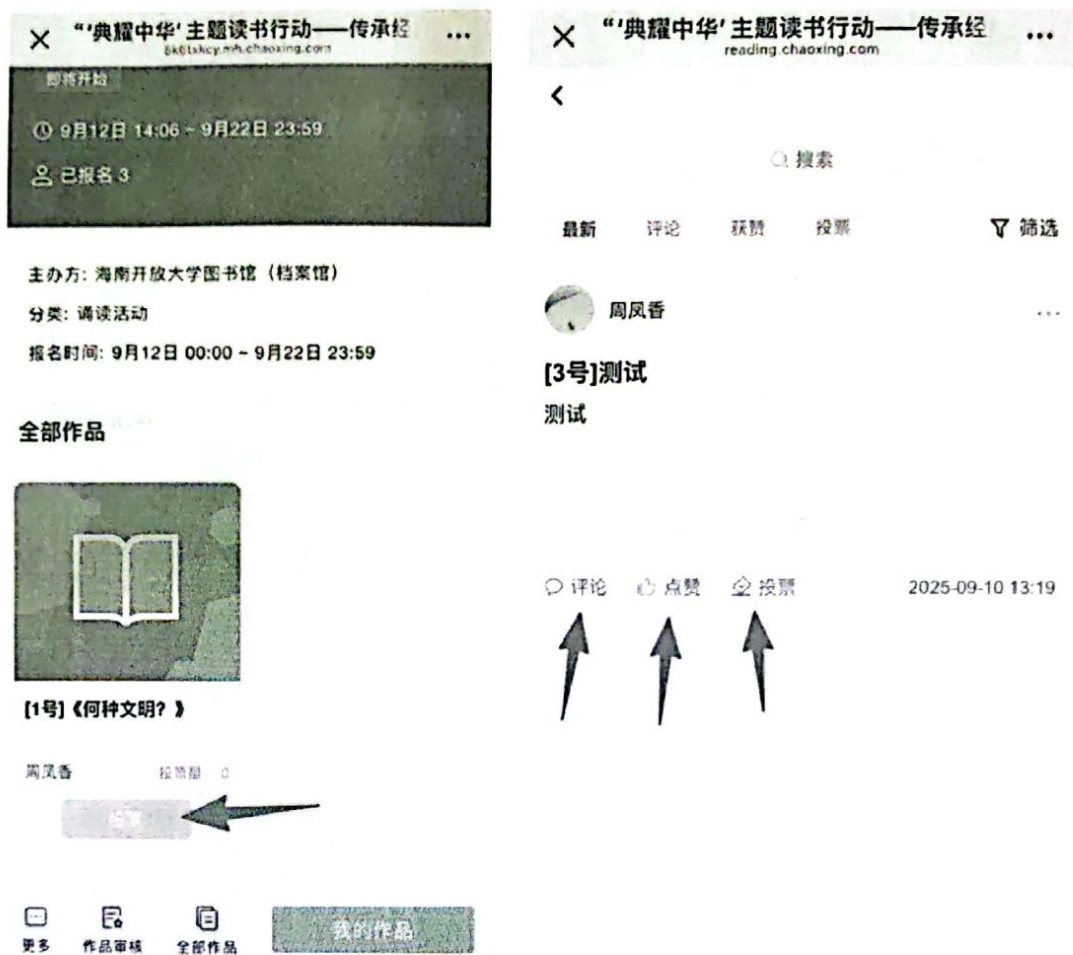 “‘典耀中华’主题读书行动——传承经
即将开始
9月12日 14:06 ~ 9月22日 23:59
已报名 3
主办方: 海南开放大学图书馆（档案馆）
分类: 诵读活动
报名时间: 9月12日 00:00 ~ 9月22日 23:59
全部作品
[1号]《何种文明？》
周凤香
0
更多
作品审核
全部作品
我的作品
“‘典耀中华’主题读书行动——传承经
reading.chaoxing.com
搜索
最新 评论 获赞 投票 筛选
周凤香
[3号]测试
测试
评论 点赞 投票 2025-09-10 13:19